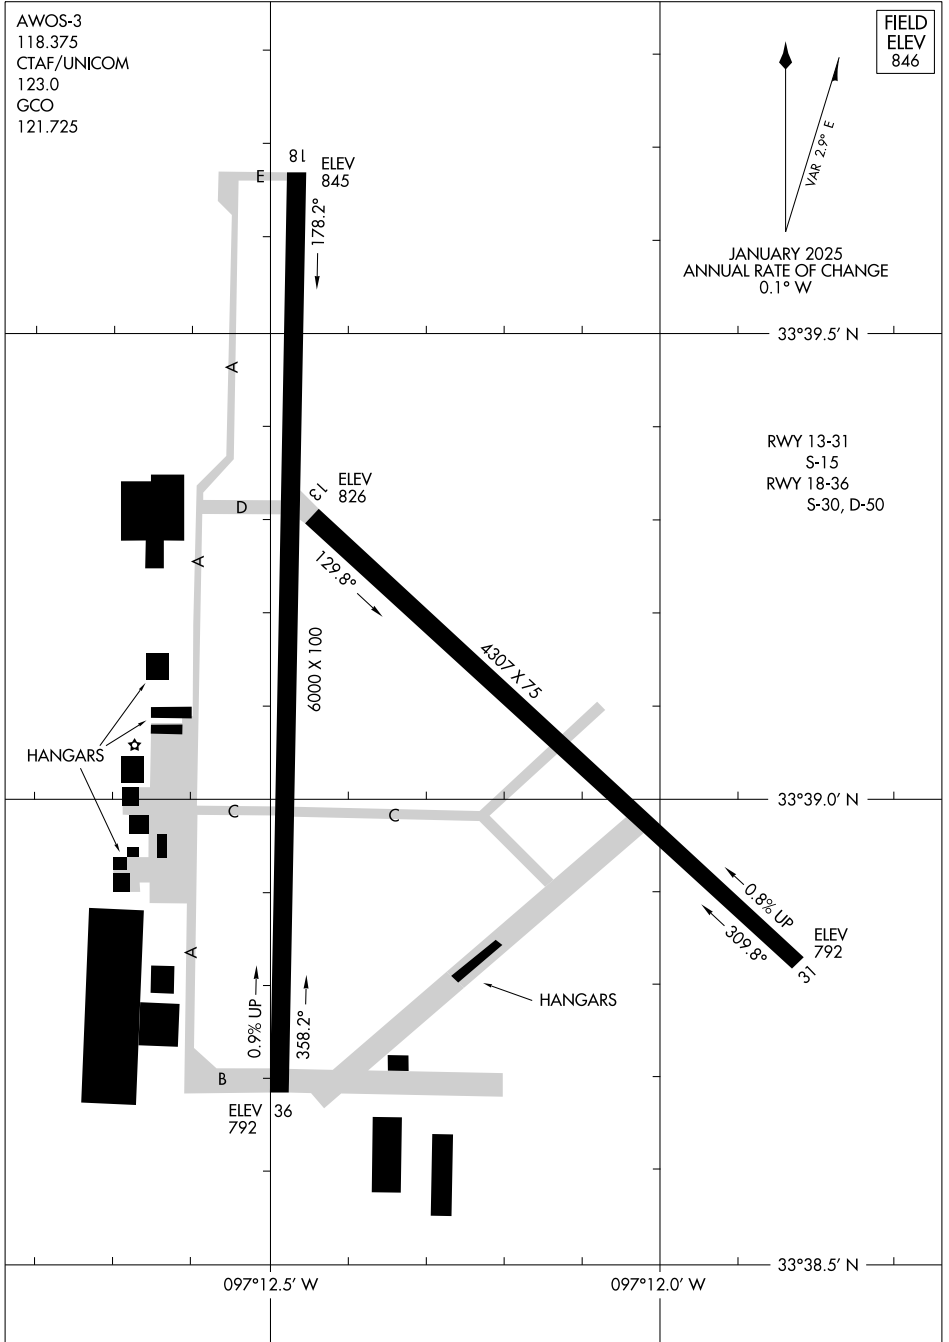 AWOS-3
118.375
CTAF/UNICOM
123.0
GCO
121.725
FIELD
ELEV
846
VAR 2.9° E
JANUARY 2025
ANNUAL RATE OF CHANGE
0.1° W
18
ELEV
845
E
178.2°
33°39.5' N
A
RWY 13-31
S-15
RWY 18-36
S-30, D-50
13
ELEV
826
D
A
129.8°
6000 X 100
4307 X 75
HANGARS
33°39.0' N
C
C
0.8% UP
309.8°
ELEV
792
31
A
HANGARS
0.9% UP
358.2°
B
ELEV
792
36
33°38.5' N
097°12.5' W
097°12.0' W